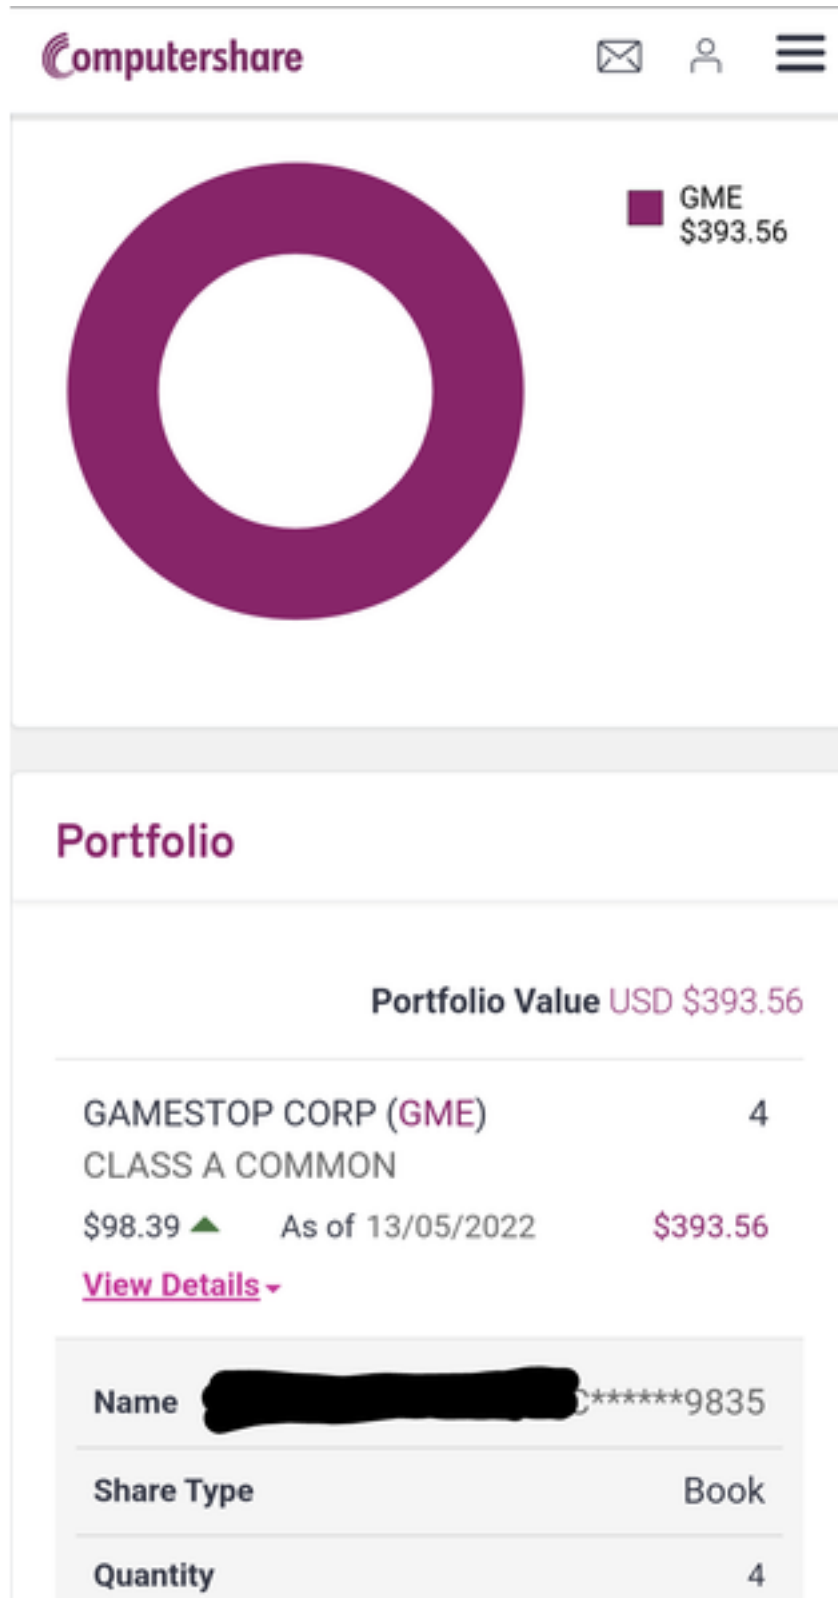 Computershare
GME
$393.56
Portfolio
Portfolio Value USD $393.56
GAMESTOP CORP (GME) 4
CLASS A COMMON
$98.39 As of 13/05/2022 $393.56
View Details
Name C******9835
Share Type Book
Quantity 4